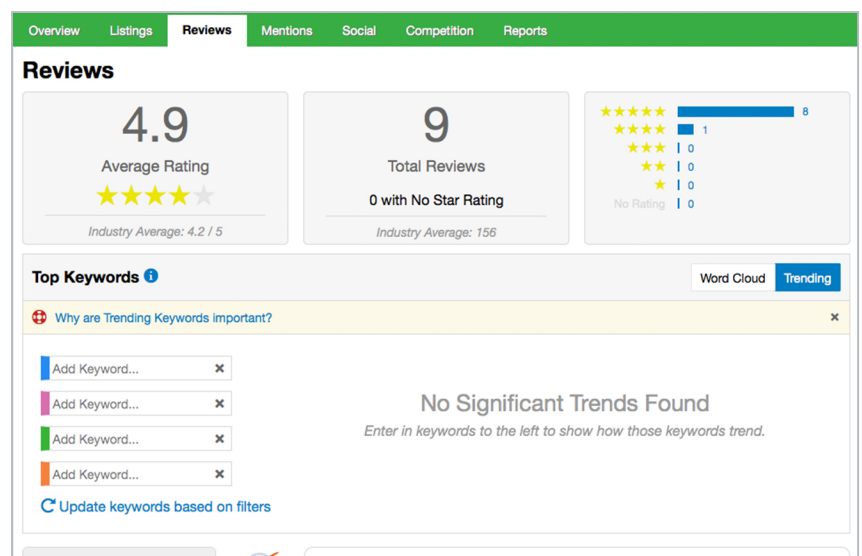 Overview Listings Reviews Mentions Social Competition Reports
Reviews
4.9
Average Rating
Industry Average: 4.2 / 5
9
Total Reviews
0 with No Star Rating
Industry Average: 156
8
1
0
0
0
No Rating 0
Top Keywords
Word Cloud Trending
Why are Trending Keywords important?
Add Keyword...
Add Keyword...
Add Keyword...
Add Keyword...
Update keywords based on filters
No Significant Trends Found
Enter in keywords to the left to show how those keywords trend.